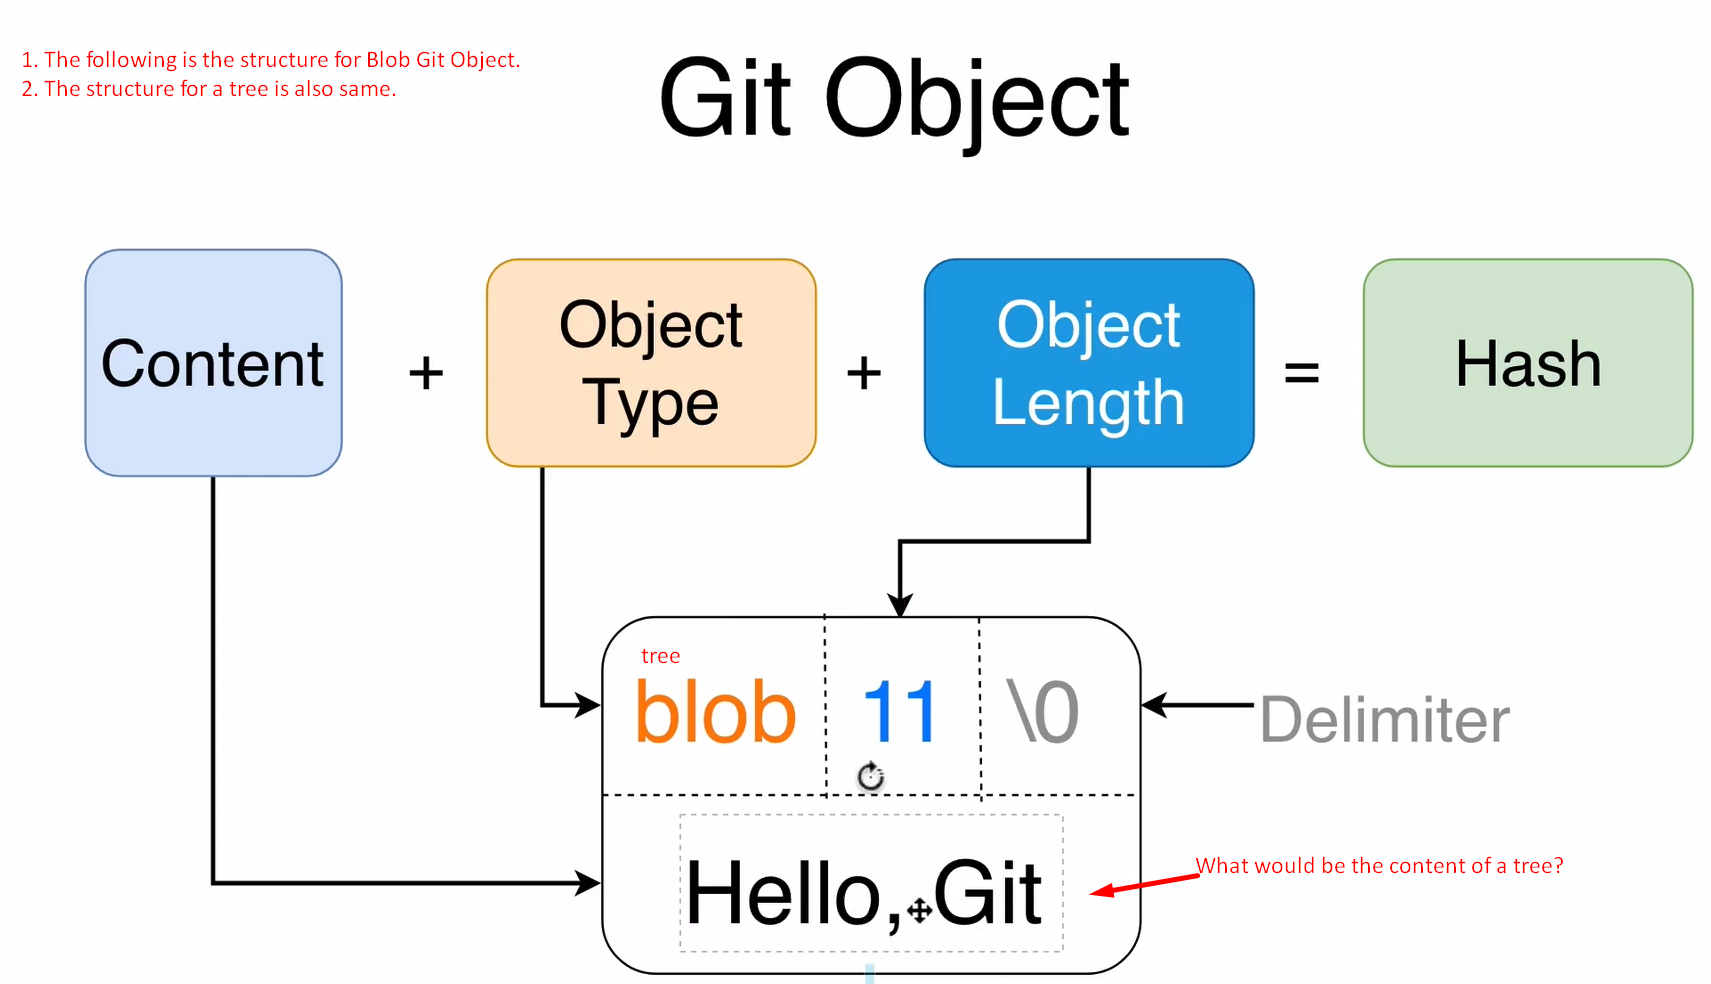 1. The following is the structure for Blob Git Object.
2. The structure for a tree is also same.
Git Object
Content
+
Object
Type
+
Object
Length
=
Hash
tree
blob
11
\0
Delimiter
Hello, Git
What would be the content of a tree?